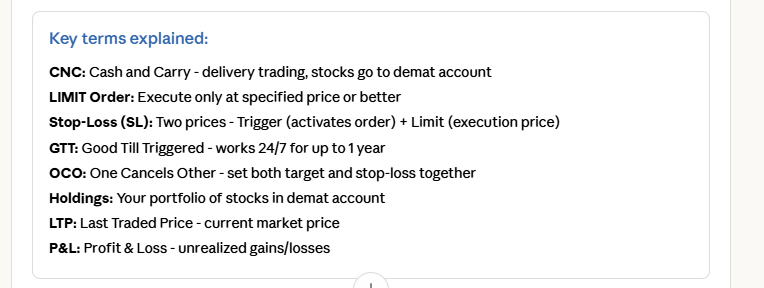 Key terms explained:
CNC: Cash and Carry - delivery trading, stocks go to demat account
LIMIT Order: Execute only at specified price or better
Stop-Loss (SL): Two prices - Trigger (activates order) + Limit (execution price)
GTT: Good Till Triggered - works 24/7 for up to 1 year
OCO: One Cancels Other - set both target and stop-loss together
Holdings: Your portfolio of stocks in demat account
LTP: Last Traded Price - current market price
P&L: Profit & Loss - unrealized gains/losses